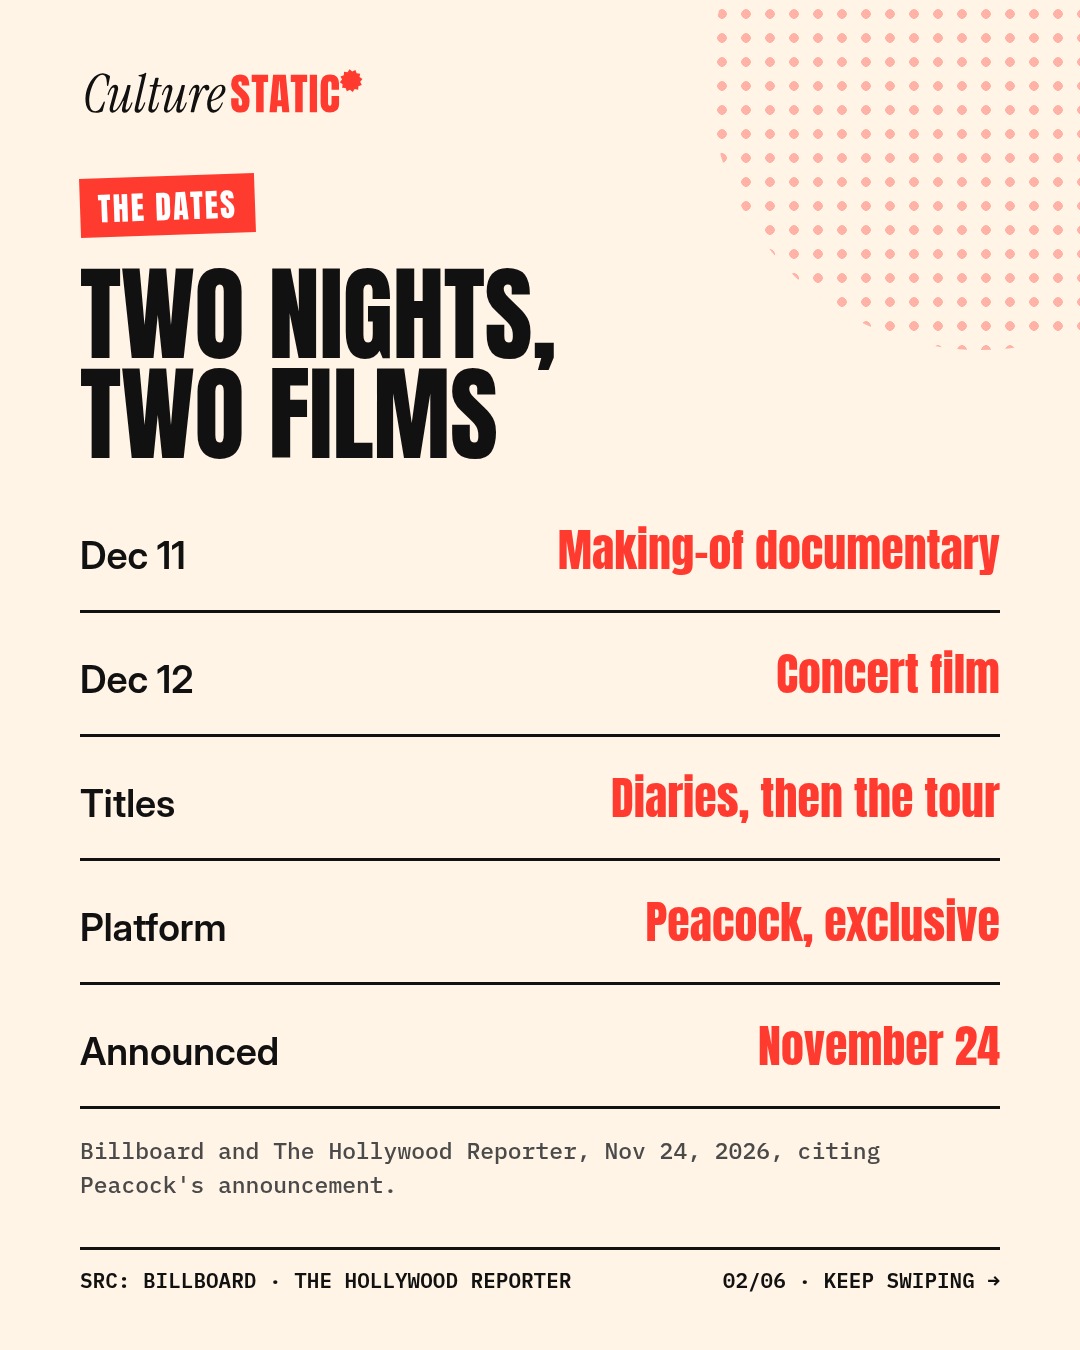 Culture STATIC
THE DATES
TWO NIGHTS,
TWO FILMS
Dec 11 Making-of documentary
Dec 12 Concert film
Titles Diaries, then the tour
Platform Peacock, exclusive
Announced November 24
Billboard and The Hollywood Reporter, Nov 24, 2026, citing
Peacock's announcement.
SRC: BILLBOARD · THE HOLLYWOOD REPORTER 02/06 · KEEP SWIPING →